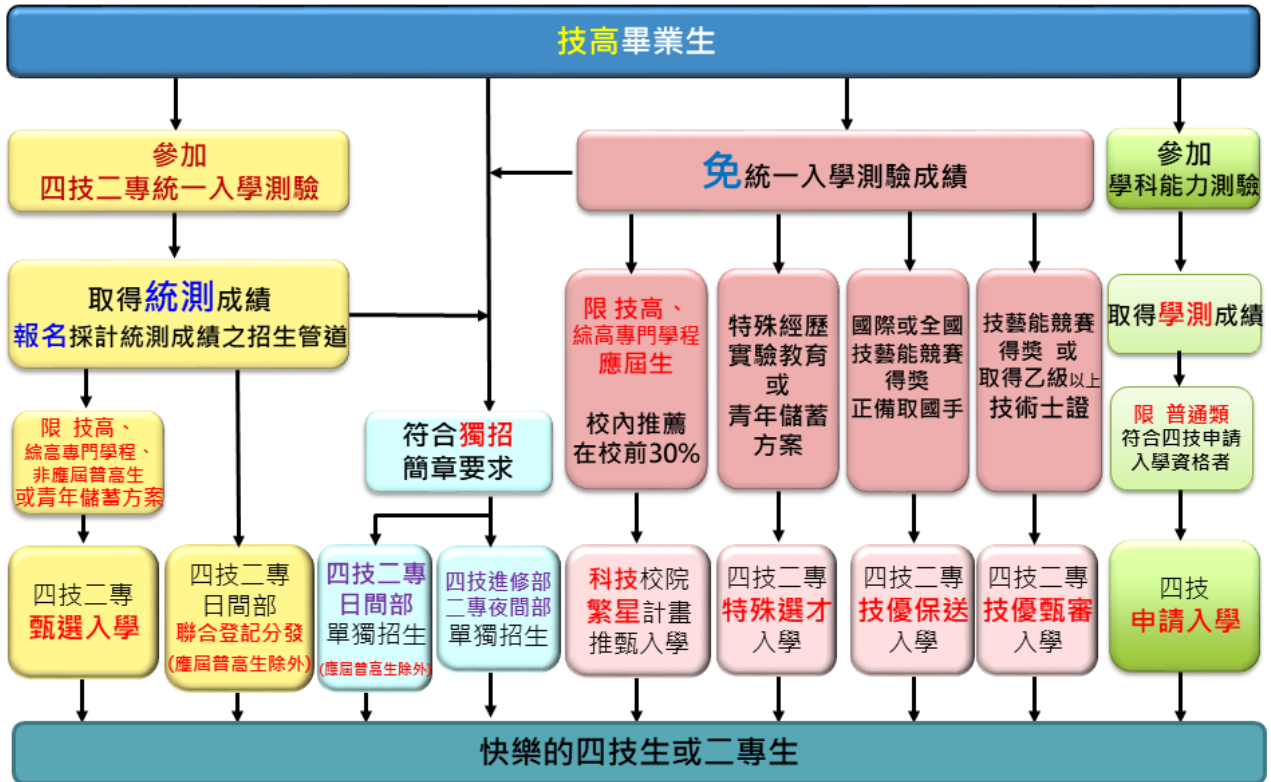 技高畢業生
參加
四技二專統一入學測驗
免統一入學測驗成績
參加
學科能力測驗
取得統測成績
報名採計統測成績之招生管道
限 技高、
綜高專門學程
應屆生
校內推薦
在校前30%
特殊經歷
實驗教育
或
青年儲蓄
方案
國際或全國
技藝能競賽
得獎
正備取國手
技藝能競賽
得獎 或
取得乙級以上
技術士證
取得學測成績
限 技高、
綜高專門學程、
非應屆普高生
或青年儲蓄方案
符合獨招
簡章要求
限 普通類
符合四技申請
入學資格者
四技二專
甄選入學
四技二專
日間部
聯合登記分發
(應屆普高生除外)
四技二專
日間部
單獨招生
(應屆普高生除外)
四技進修部
二專夜間部
單獨招生
科技校院
繁星計畫
推甄入學
四技二專
特殊選才
入學
四技二專
技優保送
入學
四技二專
技優甄審
入學
四技
申請入學
快樂的四技生或二專生